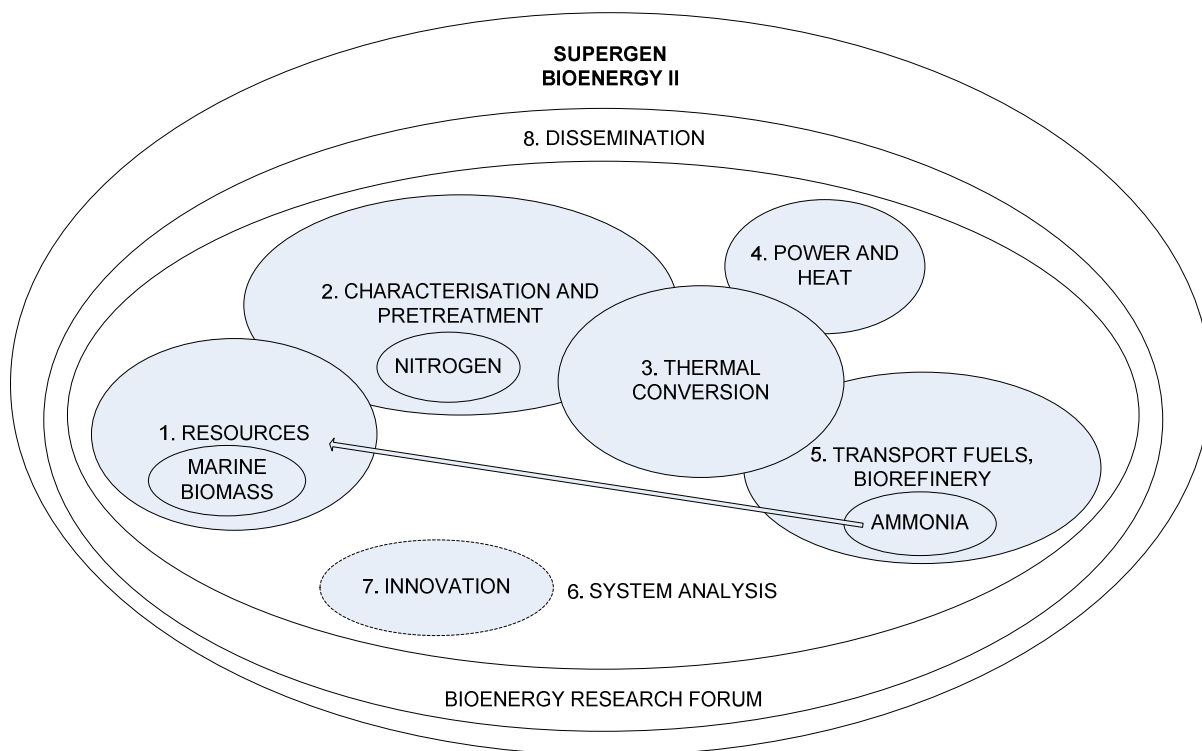 SUPERGEN
BIOENERGY II
8. DISSEMINATION
4. POWER AND
HEAT
2. CHARACTERISATION AND
PRETREATMENT
NITROGEN
3. THERMAL
CONVERSION
1. RESOURCES
MARINE
BIOMASS
5. TRANSPORT FUELS,
BIOREFINERY
AMMONIA
7. INNOVATION
6. SYSTEM ANALYSIS
BIOENERGY RESEARCH FORUM